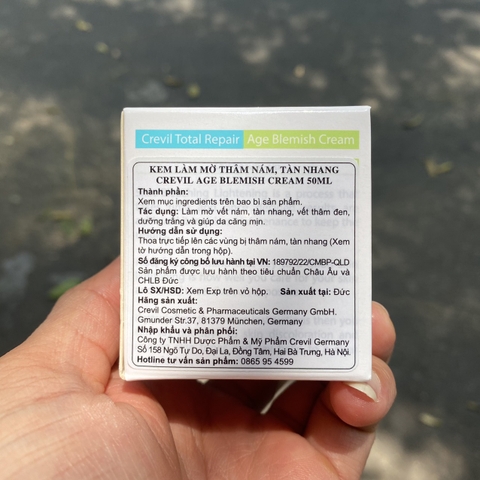 Crevil Total Repair Age Blemish Cream
KEM LÀM MỜ THÂM NÁM, TÀN NHANG
CREVIL AGE BLEMISH CREAM 50ML
Thành phần:
Xem mục ingredients trên bao bì sản phẩm.
Tác dụng: Làm mờ vết nám, tàn nhang, vết thâm đen,
dưỡng trắng và giúp da căng mịn.
Hướng dẫn sử dụng:
Thoa trực tiếp lên các vùng bị thâm nám, tàn nhang (Xem
tờ hướng dẫn trong hộp).
Số đăng ký công bố lưu hành tại VN: 189792/22/CMBP-QLD
Sản phẩm được lưu hành theo tiêu chuẩn Châu Âu và
CHLB Đức
Lô SX/HSD: Xem Exp trên vỏ hộp. Sản xuất tại: Đức
Hãng sản xuất:
Crevil Cosmetic & Pharmaceuticals Germany GmbH.
Gmunder Str.37, 81379 München, Germany
Nhập khẩu và phân phối:
Công ty TNHH Dược Phẩm & Mỹ Phẩm Crevil Germany
Số 158 Ngõ Tự Do, Đại La, Đồng Tâm, Hai Bà Trưng, Hà Nội.
Hotline tư vấn sản phẩm: 0865 95 4599